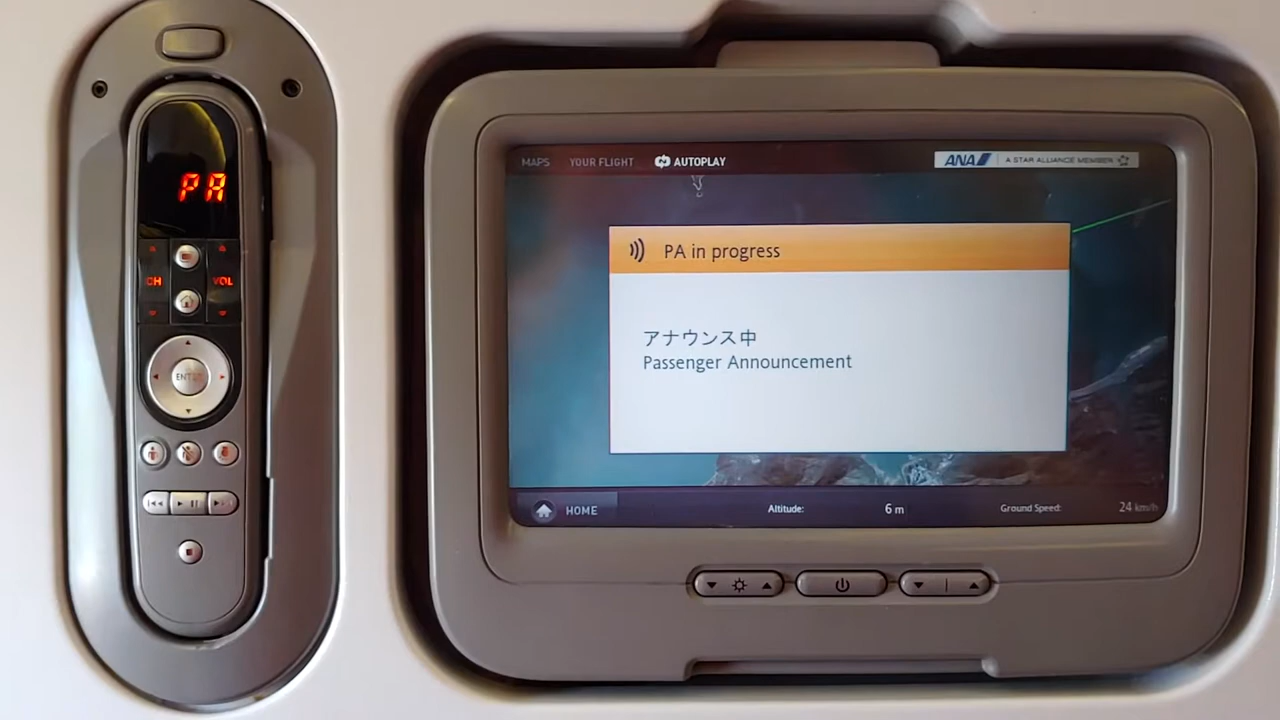 PA
CH
VOL
ENTER
MAPS YOUR FLIGHT AUTOPLAY
ANA A STAR ALLIANCE MEMBER
PA in progress
アナウンス中
Passenger Announcement
HOME Altitude: 6 m Ground Speed: 24 km/h